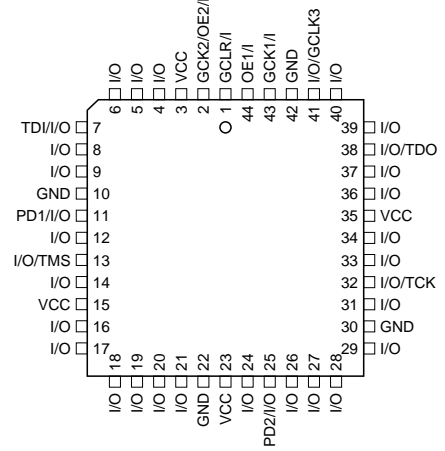 I/O
I/O
I/O
VCC
GCK2/OE2/I
GCLR/I
OE1/I
GCK1/I
GND
I/O/GCLK3
I/O
6
5
4
3
2
1
44
43
42
41
40
TDI/I/O 7
I/O 8
I/O 9
GND 10
PD1/I/O 11
I/O 12
I/O/TMS 13
I/O 14
VCC 15
I/O 16
I/O 17
39 I/O
38 I/O/TDO
37 I/O
36 I/O
35 VCC
34 I/O
33 I/O
32 I/O/TCK
31 I/O
30 GND
29 I/O
18
19
20
21
22
23
24
25
26
27
28
I/O
I/O
I/O
I/O
GND
VCC
I/O
PD2/I/O
I/O
I/O
I/O